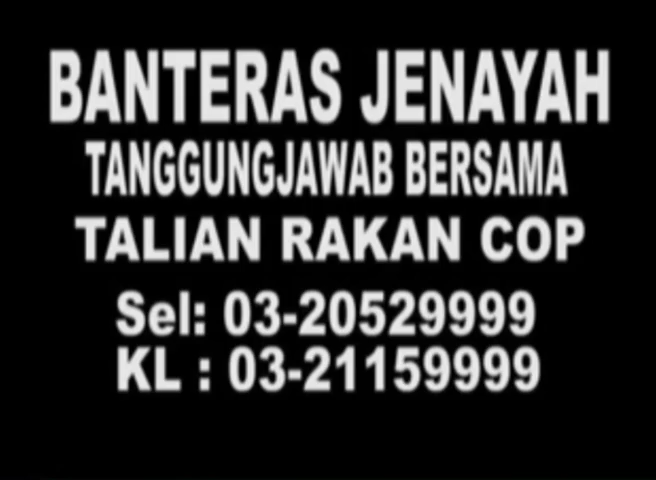 BANTERAS JENAYAH
TANGGUNGJAWAB BERSAMA
TALIAN RAKAN COP
Sel: 03-20529999
KL : 03-21159999